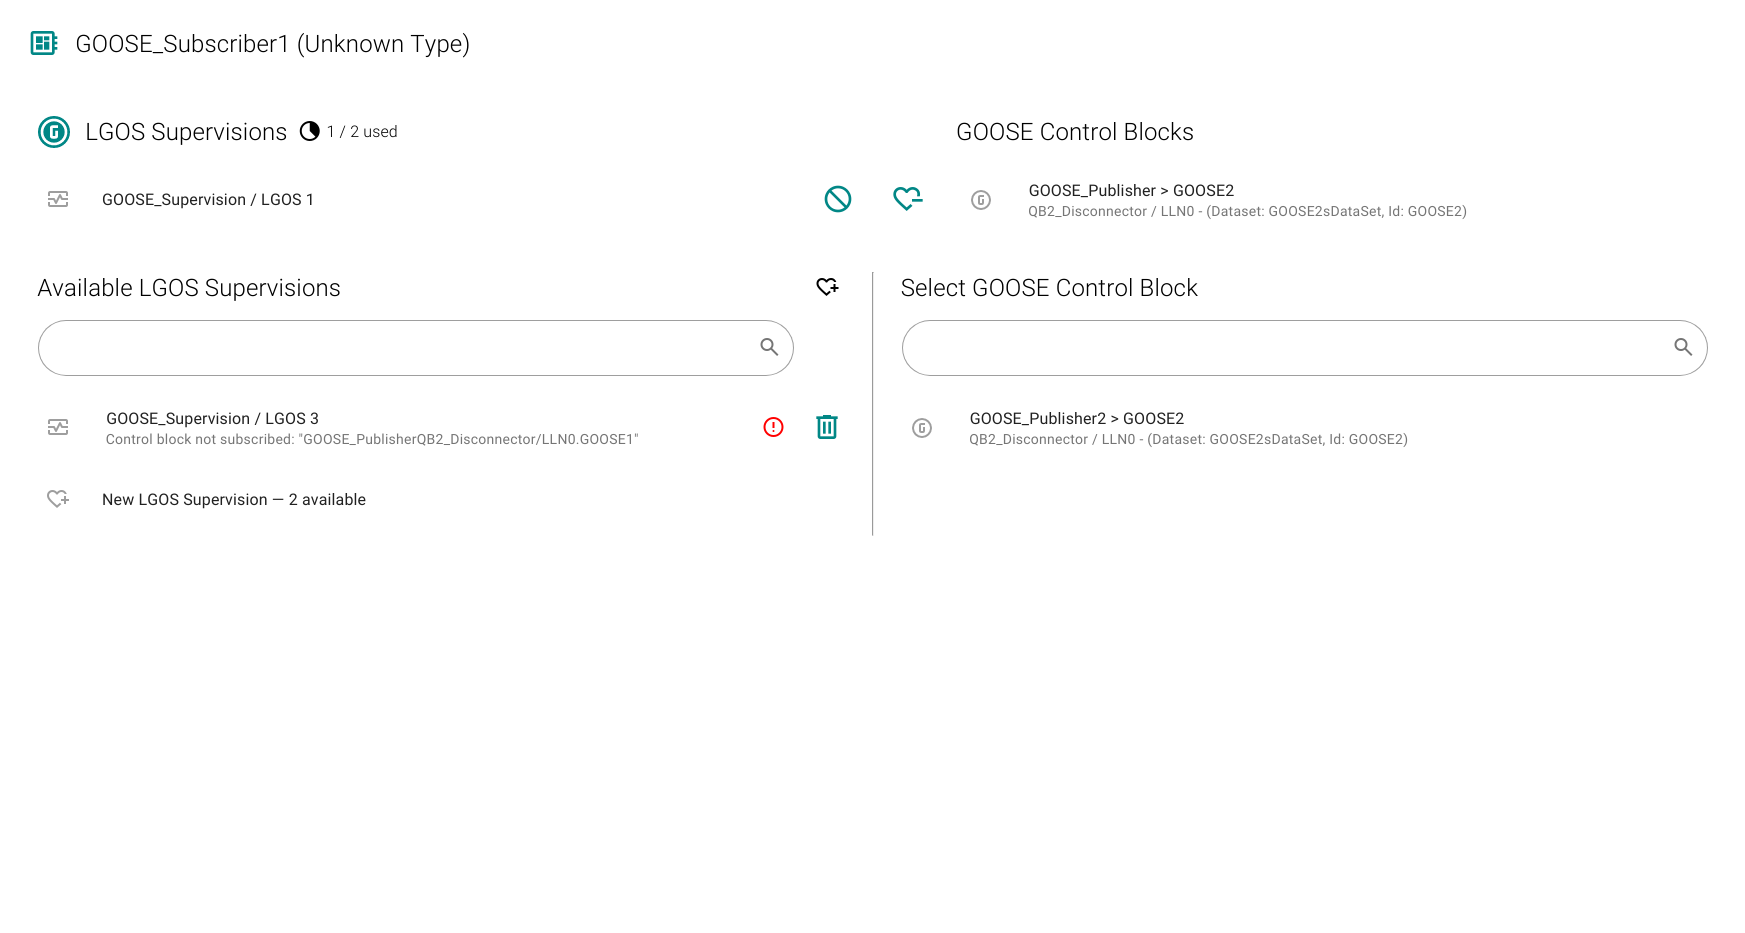 GOOSE_Subscriber1 (Unknown Type)
LGOS Supervisions 1 / 2 used
GOOSE Control Blocks
GOOSE_Supervision / LGOS 1
GOOSE_Publisher > GOOSE2
QB2_Disconnector / LLN0 - (Dataset: GOOSE2sDataSet, Id: GOOSE2)
Available LGOS Supervisions
GOOSE_Supervision / LGOS 3
Control block not subscribed: "GOOSE_PublisherQB2_Disconnector/LLN0.GOOSE1"
New LGOS Supervision — 2 available
Select GOOSE Control Block
GOOSE_Publisher2 > GOOSE2
QB2_Disconnector / LLN0 - (Dataset: GOOSE2sDataSet, Id: GOOSE2)